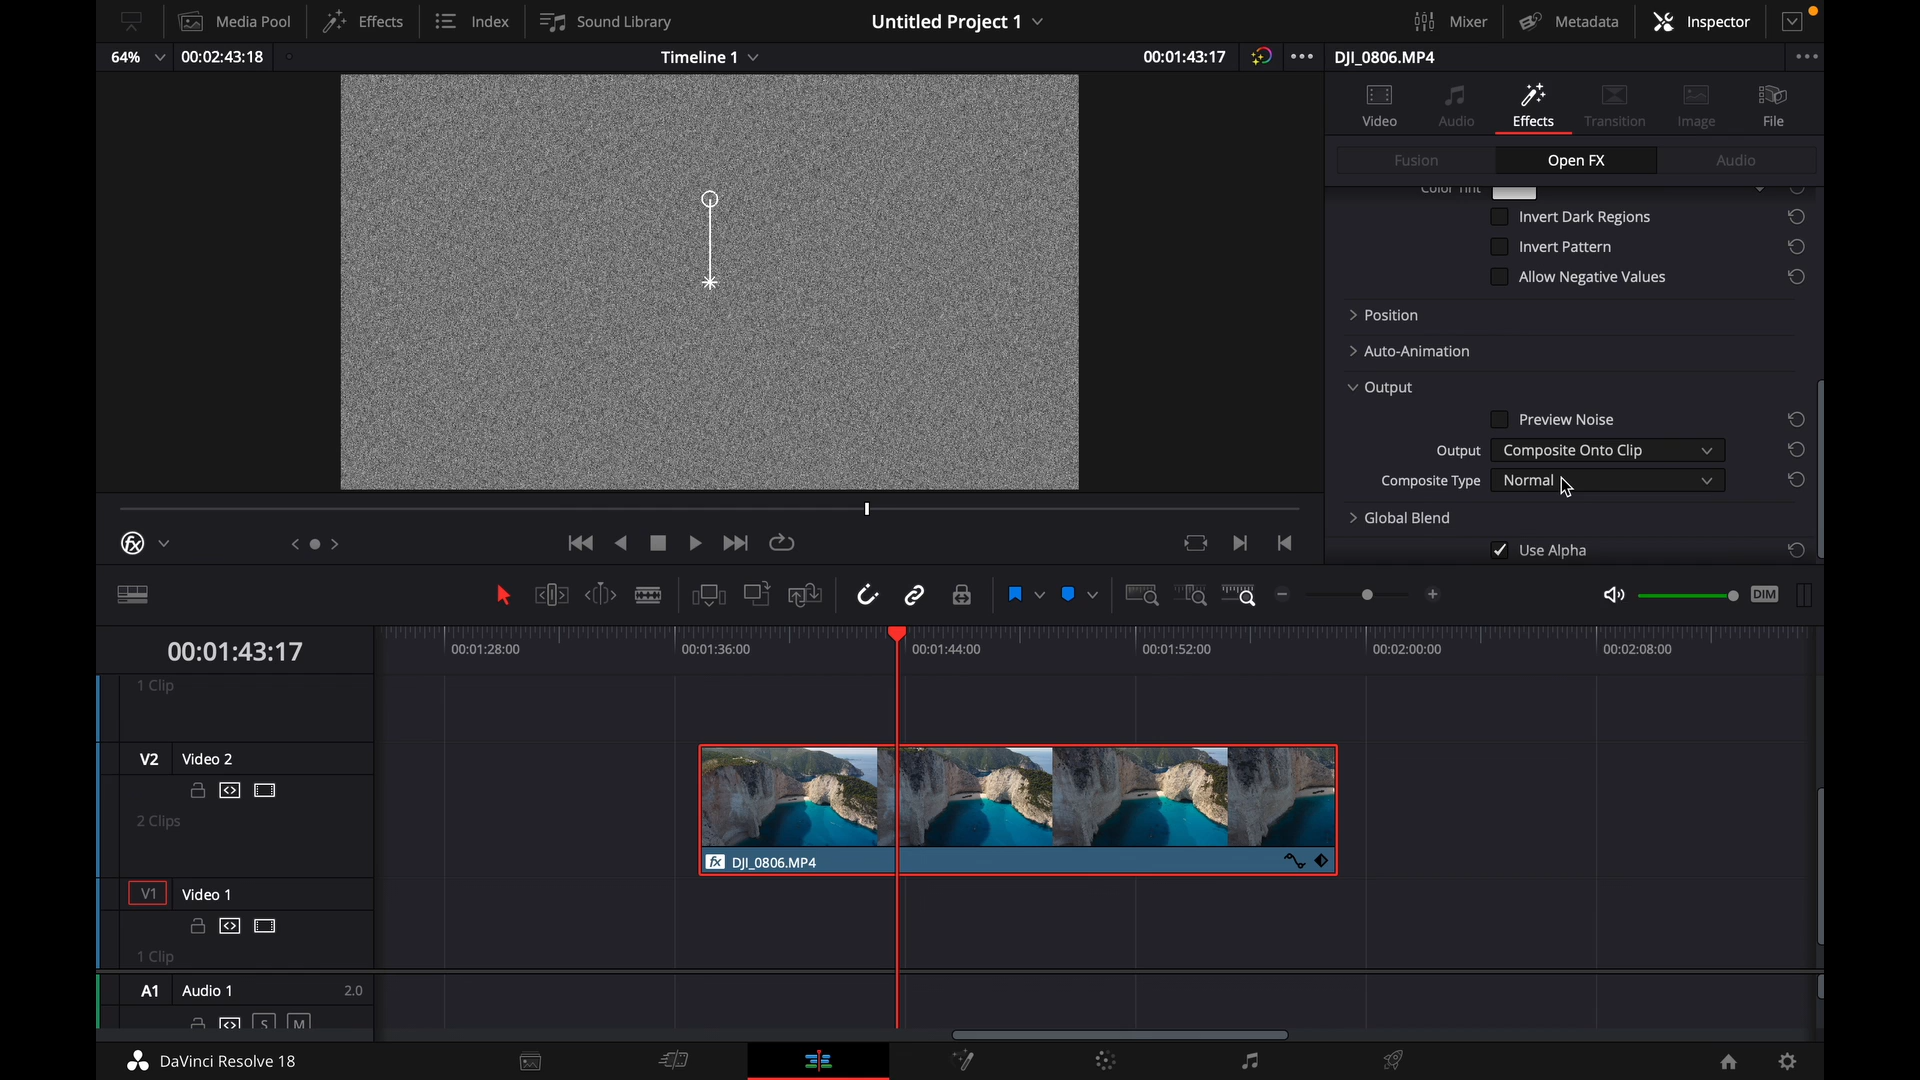 Media Pool
Effects
Index
Sound Library
Untitled Project 1
Mixer
Metadata
Inspector
64%
00:02:43:18
Timeline 1
00:01:43:17
DJI_0806.MP4
Video
Audio
Effects
Transition
Image
File
Fusion
Open FX
Audio
Color Tint
Invert Dark Regions
Invert Pattern
Allow Negative Values
Position
Auto-Animation
Output
Preview Noise
Output
Composite Onto Clip
Composite Type
Normal
Global Blend
Use Alpha
fx
DIM
00:01:43:17
00:01:28:00
00:01:36:00
00:01:44:00
00:01:52:00
00:02:00:00
00:02:08:00
1 Clip
V2
Video 2
2 Clips
fx
DJI_0806.MP4
V1
Video 1
1 Clip
A1
Audio 1
2.0
S
M
DaVinci Resolve 18